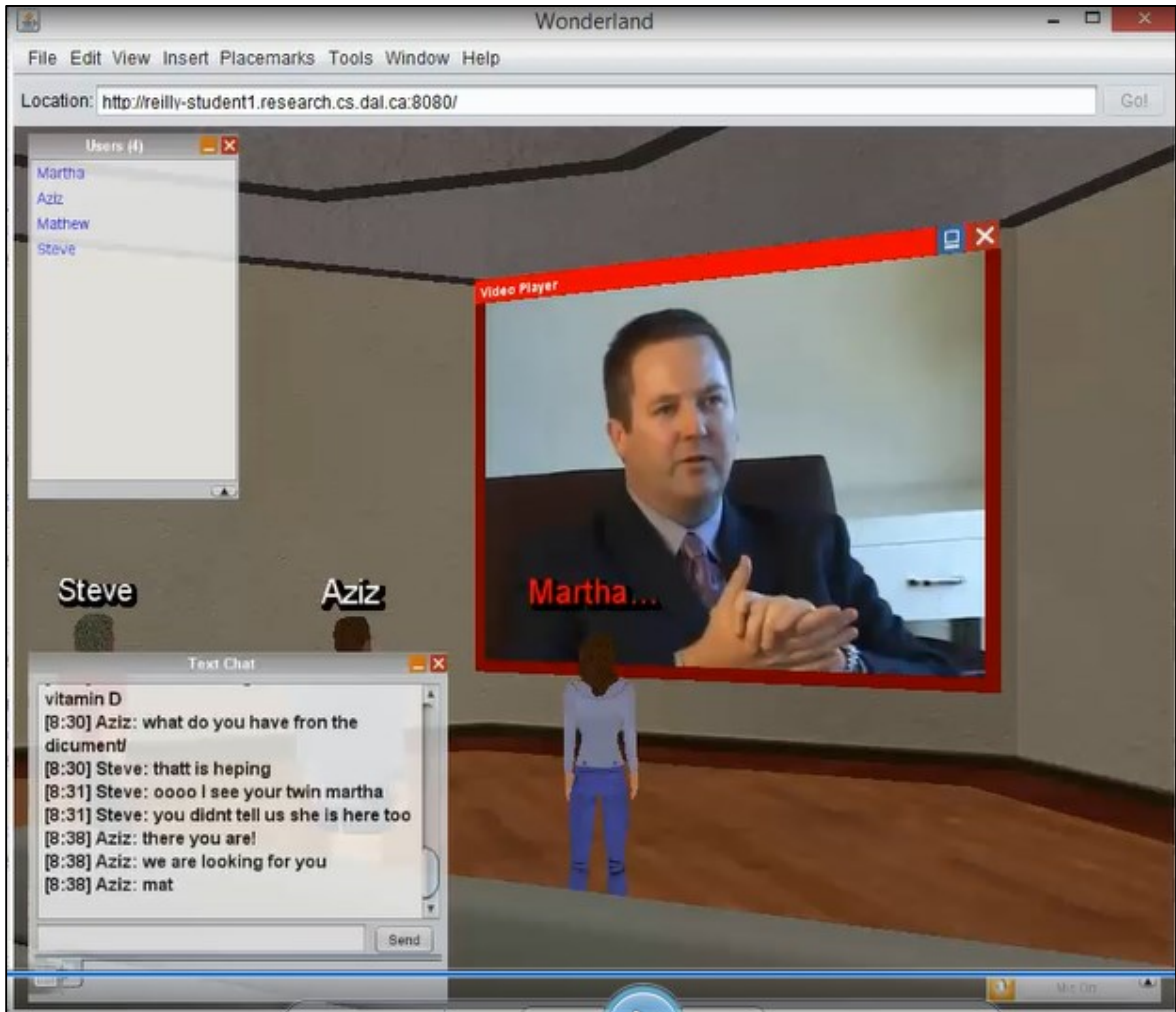 Wonderland
File Edit View Insert Placemarks Tools Window Help
Location: http://reilly-student1.research.cs.dal.ca:8080/ Go!
Users (4)
Martha
Aziz
Mathew
Steve
Video Player
Steve Aziz Martha...
Text Chat
vitamin D
[8:30] Aziz: what do you have fron the
dicument/
[8:30] Steve: thatt is heping
[8:31] Steve: oooo I see your twin martha
[8:31] Steve: you didnt tell us she is here too
[8:38] Aziz: there you are!
[8:38] Aziz: we are looking for you
[8:38] Aziz: mat
Send
Mic On